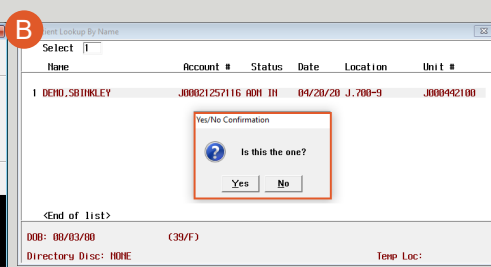 B
ient Lookup By Name
Select 1
Name Account # Status Date Location Unit #
1 DEMO,SBINKLEY J00021257116 ADM IN 04/20/20 J.700-9 J000442100
Yes/No Confirmation
Is this the one?
Yes No
<End of list>
DOB: 08/03/80 (39/F)
Directory Disc: NONE Temp Loc: